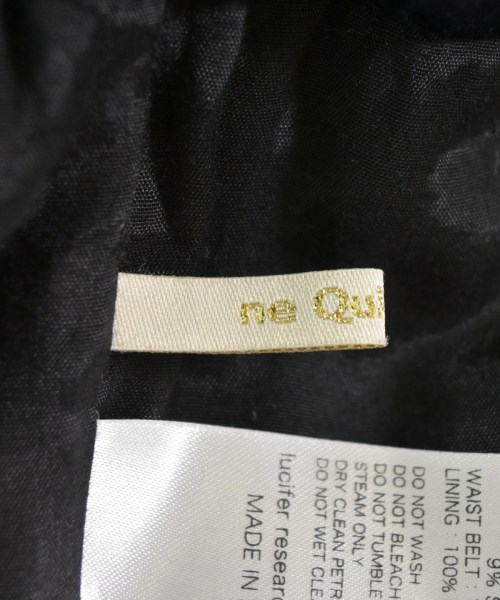 ne Qui
9%
WAIST BELT :
LINING : 100%
DO NOT WASH
DO NOT BLEACH
DO NOT TUMBLE
STEAM ONLY
DRY CLEAN PETR
DO NOT WET CLE
lucifer resear
MADE IN